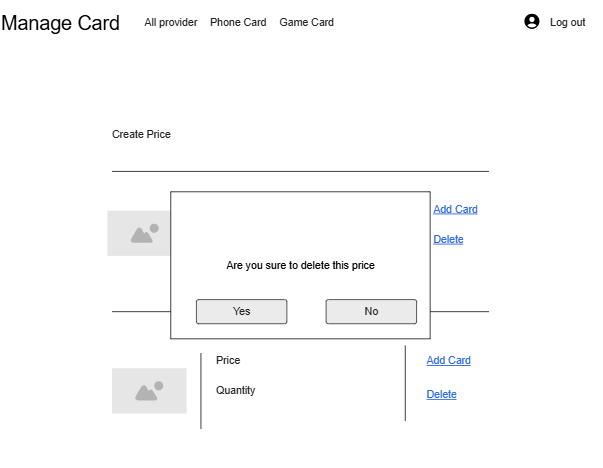 Manage Card
All provider
Phone Card
Game Card
Log out
Create Price
Add Card
Delete
Are you sure to delete this price
Yes
No
Price
Add Card
Quantity
Delete